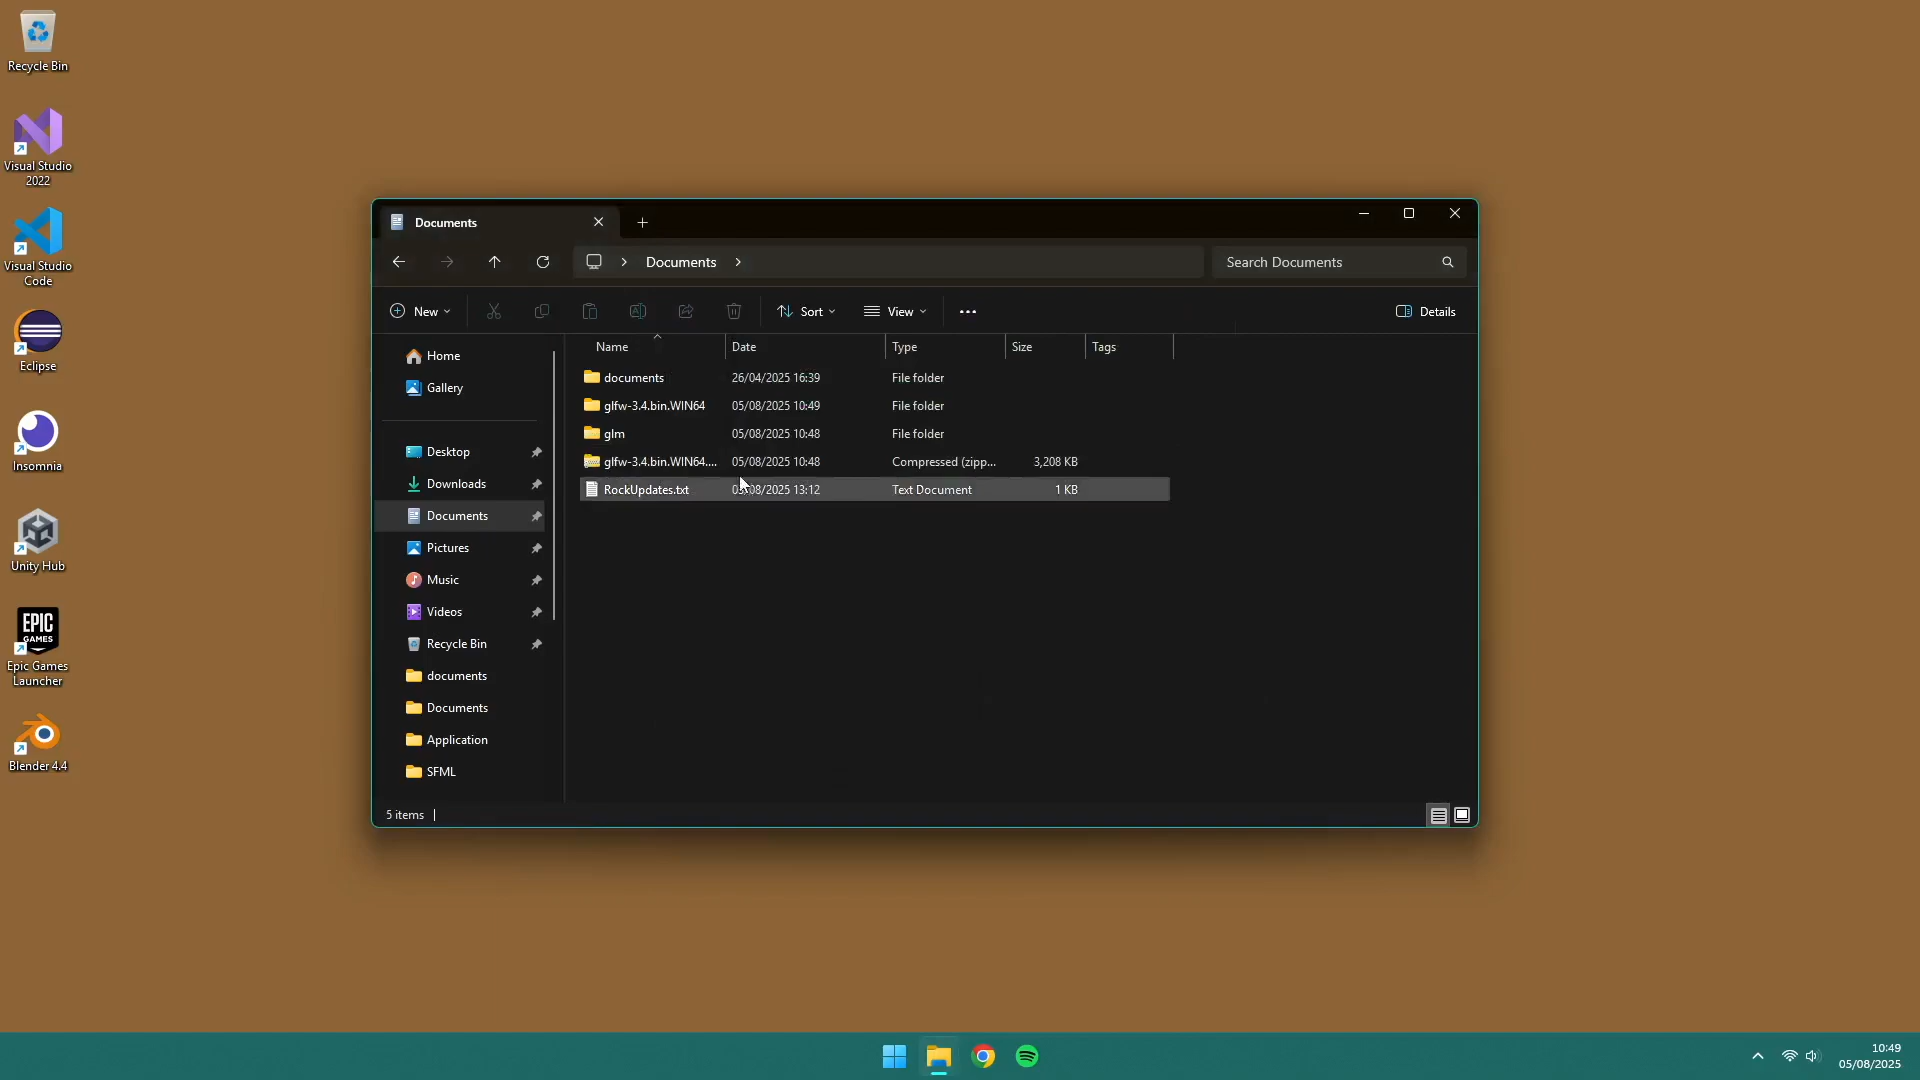 Recycle Bin
Visual Studio
2022
Visual Studio
Code
Eclipse
Insomnia
Unity Hub
EPIC
GAMES
Epic Games
Launcher
Blender 4.4
Documents
Documents
Search Documents
New
Sort
View
Details
Name Date Type Size Tags
documents 26/04/2025 16:39 File folder
glfw-3.4.bin.WIN64 05/08/2025 10:49 File folder
glm 05/08/2025 10:48 File folder
glfw-3.4.bin.WIN64.... 05/08/2025 10:48 Compressed (zipp... 3,208 KB
RockUpdates.txt 13:12 Text Document 1 KB
Home
Gallery
Desktop
Downloads
Documents
Pictures
Music
Videos
Recycle Bin
documents
Documents
Application
SFML
5 items
10:49
05/08/2025